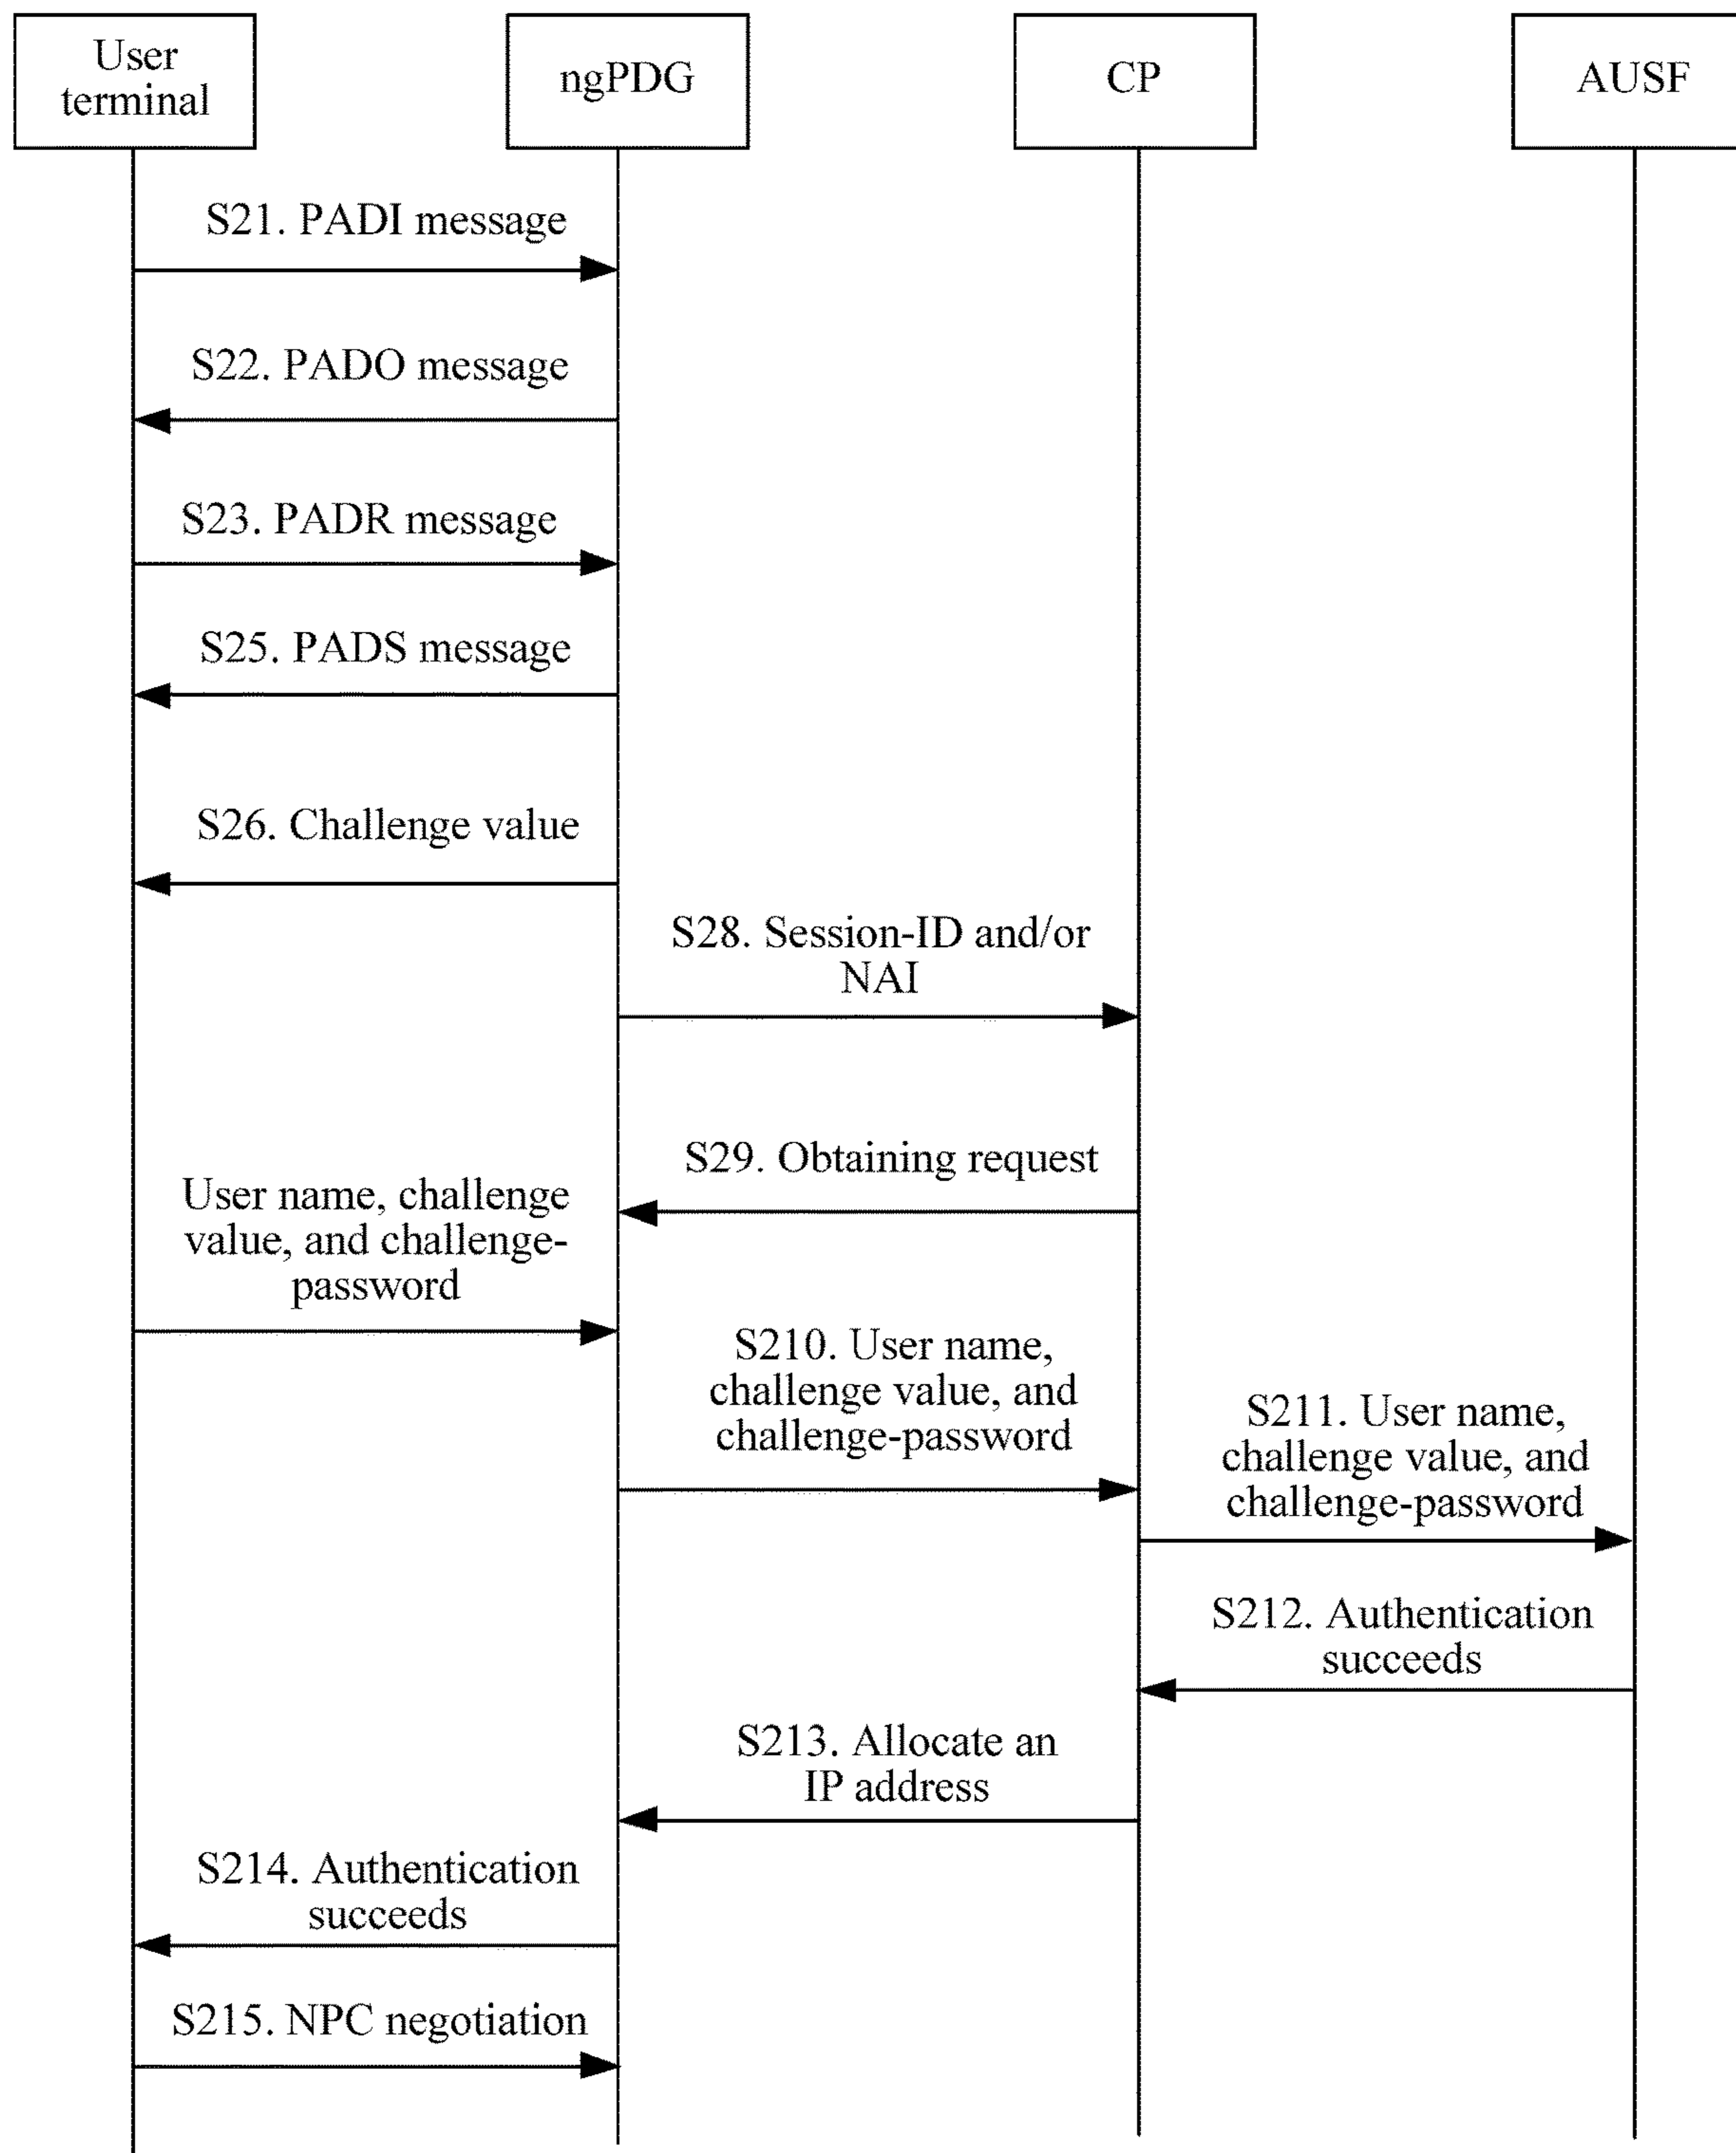 User
terminal
ngPDG
CP
AUSF
S21. PADI message
S22. PADO message
S23. PADR message
S25. PADS message
S26. Challenge value
S28. Session-ID and/or
NAI
S29. Obtaining request
User name, challenge
value, and challenge-
password
S210. User name,
challenge value, and
challenge-password
S211. User name,
challenge value, and
challenge-password
S212. Authentication
succeeds
S213. Allocate an
IP address
S214. Authentication
succeeds
S215. NPC negotiation